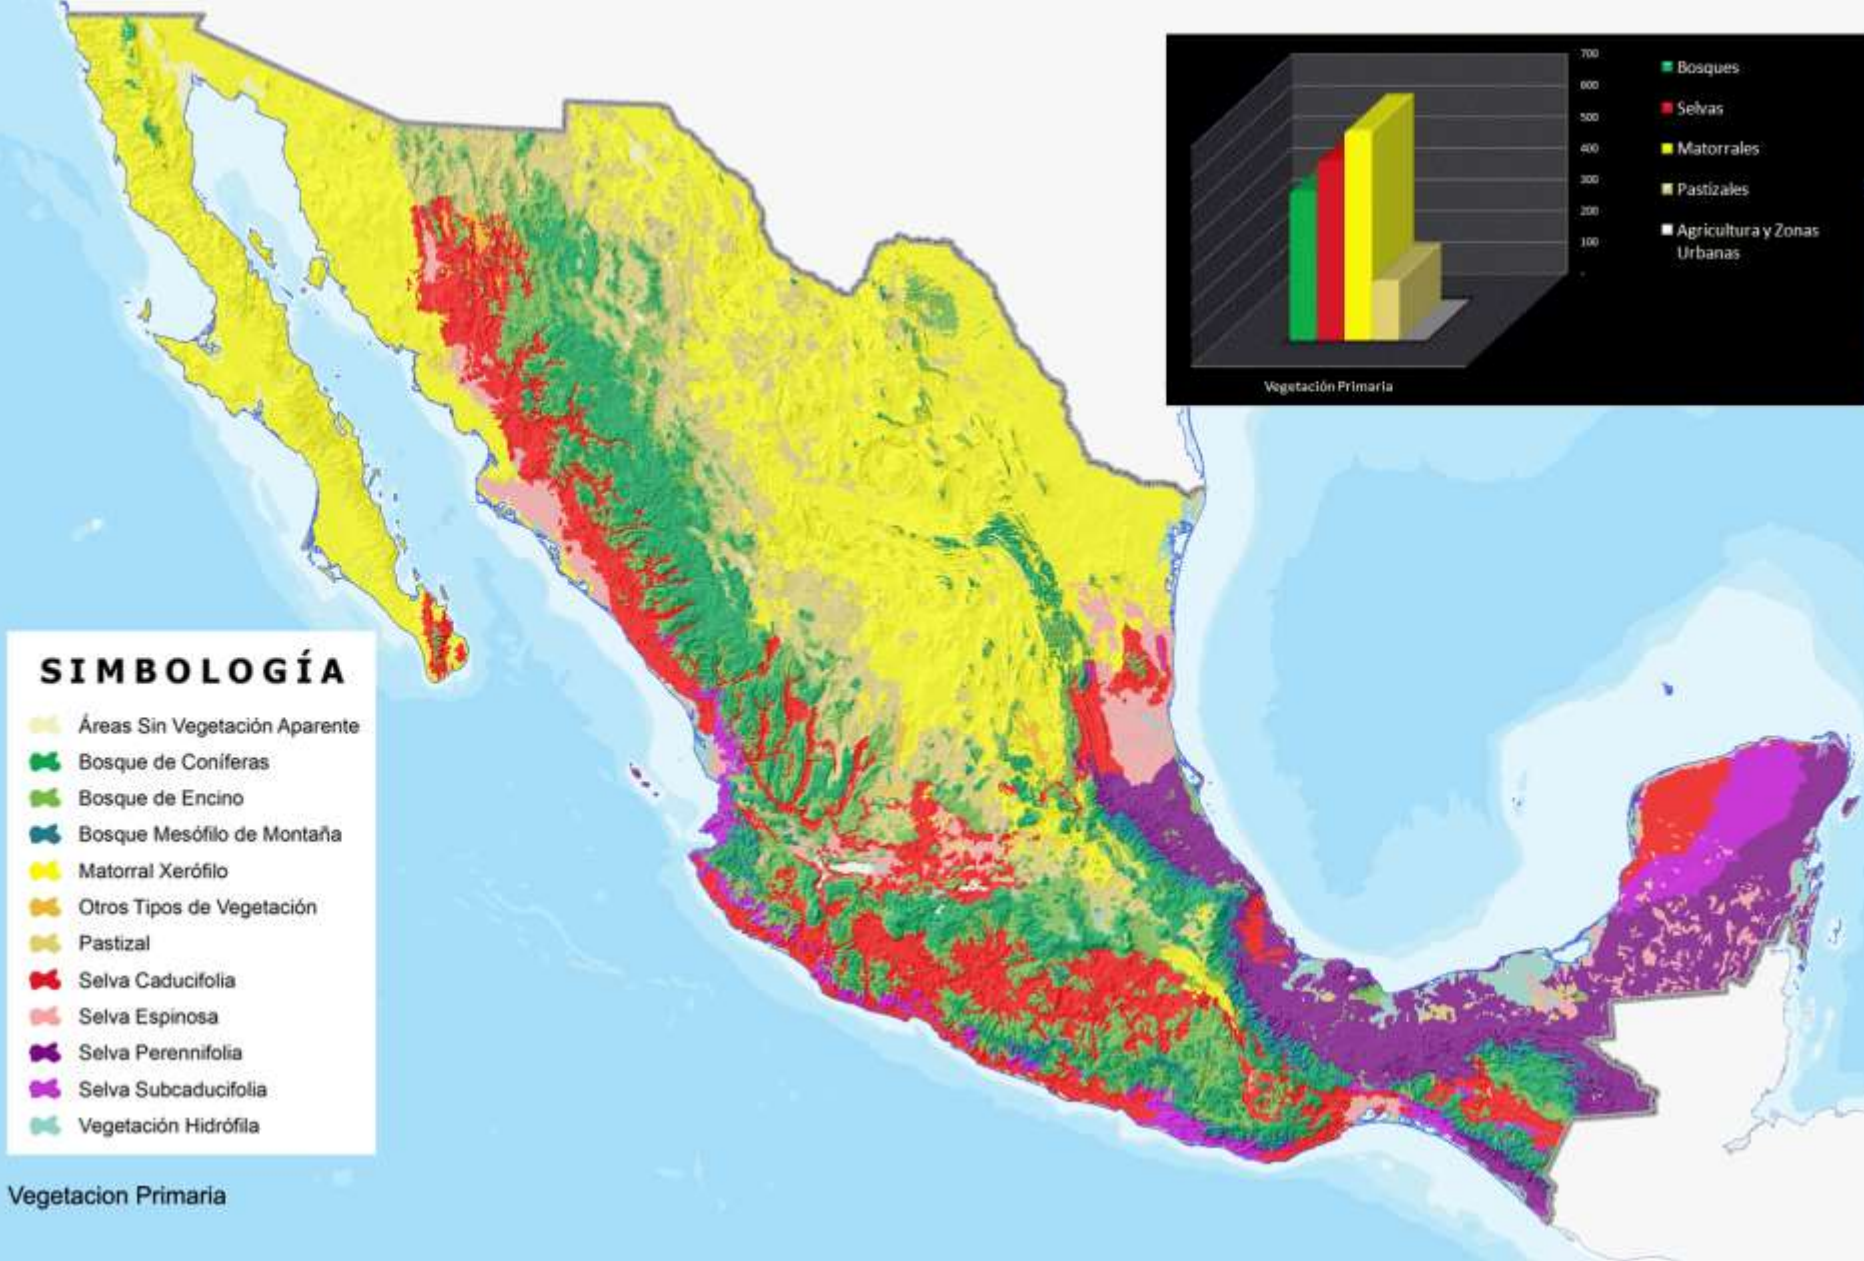 700
600
500
400
300
200
100
-
Vegetación Primaria
Bosques
Selvas
Matorrales
Pastizales
Agricultura y Zonas
Urbanas
SIMBOLOGÍA
Áreas Sin Vegetación Aparente
Bosque de Coníferas
Bosque de Encino
Bosque Mesófilo de Montaña
Matorral Xerófilo
Otros Tipos de Vegetación
Pastizal
Selva Caducifolia
Selva Espinosa
Selva Perennifolia
Selva Subcaducifolia
Vegetación Hidrófila
Vegetacion Primaria